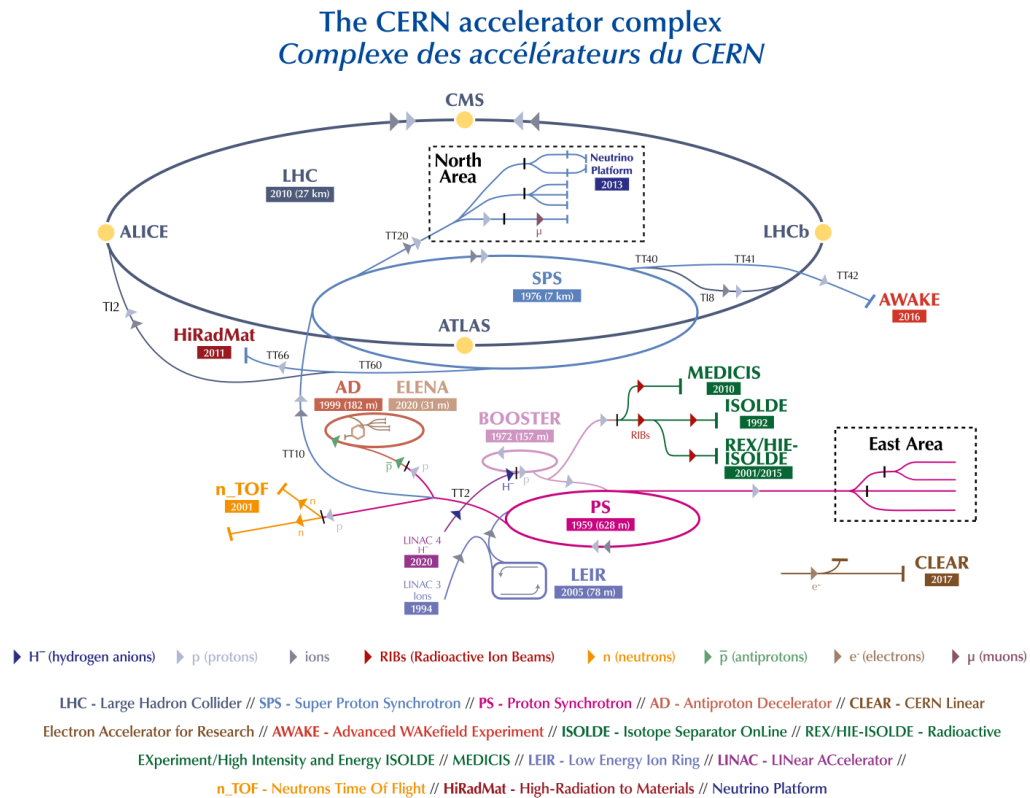 The CERN accelerator complex
Complexe des accélérateurs du CERN
CMS
North
Area
Neutrino
Platform
2013
LHC
2010 (27 km)
ALICE
LHCb
TT20
μ
TT40
TT41
TT42
SPS
1976 (7 km)
TI8
AWAKE
2016
TI2
ATLAS
HiRadMat
2011
TT66
TT60
AD
1999 (182 m)
ELENA
2020 (31 m)
BOOSTER
1972 (157 m)
MEDICIS
2010
ISOLDE
1992
RIBs
REX/HIE-
ISOLDE
2001/2015
East Area
TT10
p̅
p
H⁻
p
TT2
n_TOF
2001
n
n
p
PS
1959 (628 m)
LINAC 4
H⁻
2020
LINAC 3
Ions
1994
LEIR
2005 (78 m)
e⁻
CLEAR
2017
H⁻ (hydrogen anions)
p (protons)
ions
RIBs (Radioactive Ion Beams)
n (neutrons)
p̅ (antiprotons)
e⁻ (electrons)
μ (muons)
LHC - Large Hadron Collider // SPS - Super Proton Synchrotron // PS - Proton Synchrotron // AD - Antiproton Decelerator // CLEAR - CERN Linear
Electron Accelerator for Research // AWAKE - Advanced WAKefield Experiment // ISOLDE - Isotope Separator OnLine // REX/HIE-ISOLDE - Radioactive
EXperiment/High Intensity and Energy ISOLDE // MEDICIS // LEIR - Low Energy Ion Ring // LINAC - LINear ACcelerator //
n_TOF - Neutrons Time Of Flight // HiRadMat - High-Radiation to Materials // Neutrino Platform